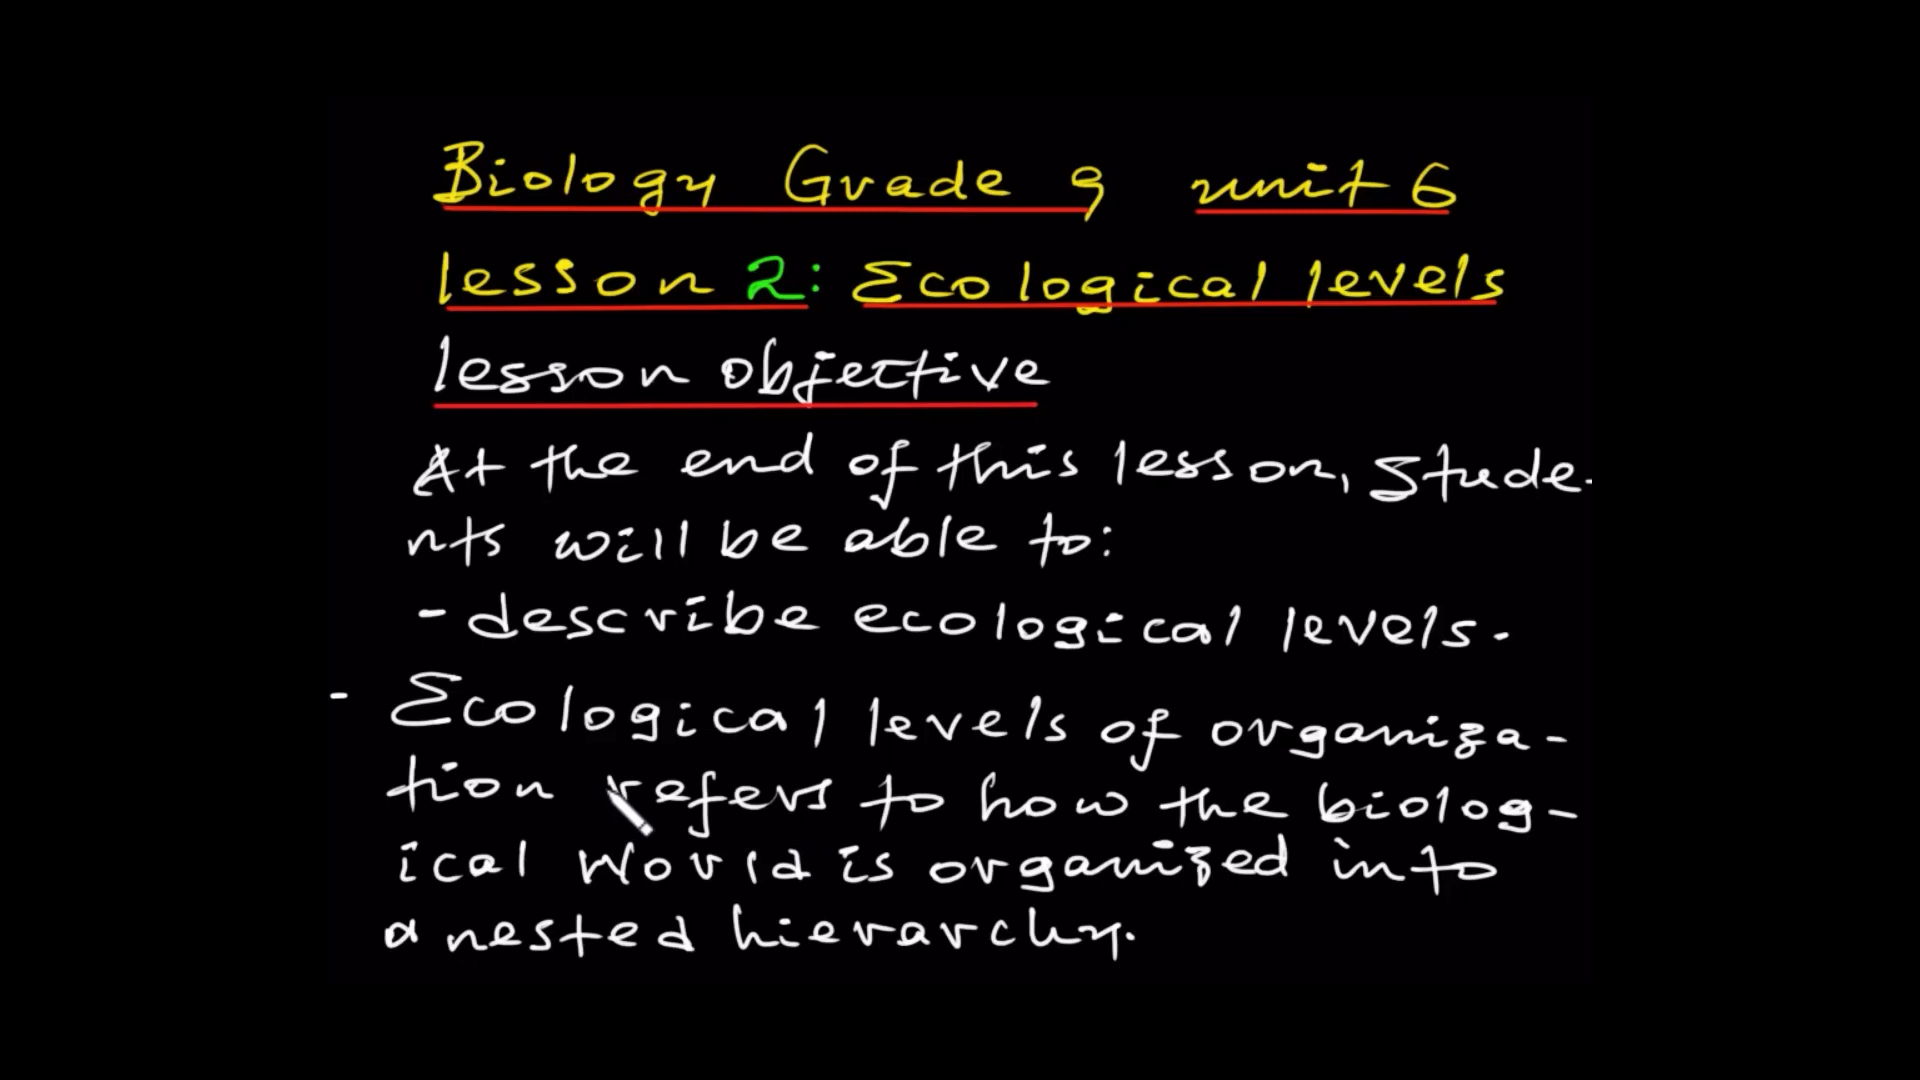 Biology Grade 9 unit 6
lesson 2: Ecological levels
lesson objective
At the end of this lesson, stude-
nts will be able to:
- describe ecological levels.
- Ecological levels of organiza-
tion refers to how the biolog-
ical world is organized into
a nested hierarchy.